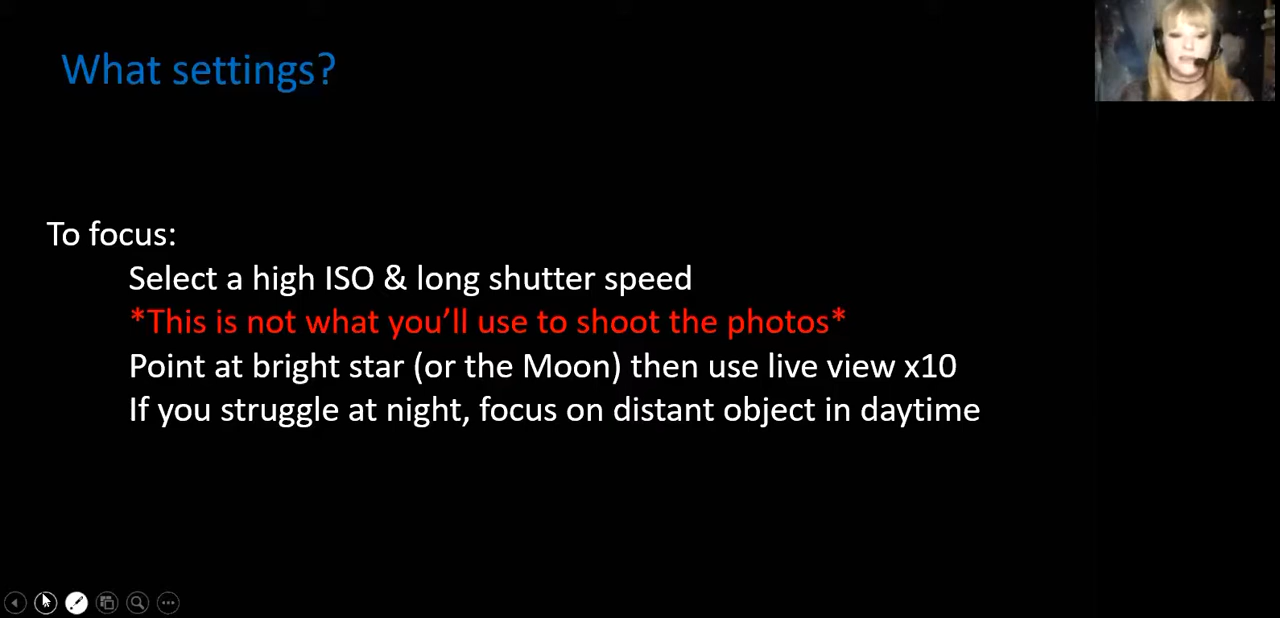 What settings?
To focus:
Select a high ISO & long shutter speed
*This is not what you'll use to shoot the photos*
Point at bright star (or the Moon) then use live view x10
If you struggle at night, focus on distant object in daytime